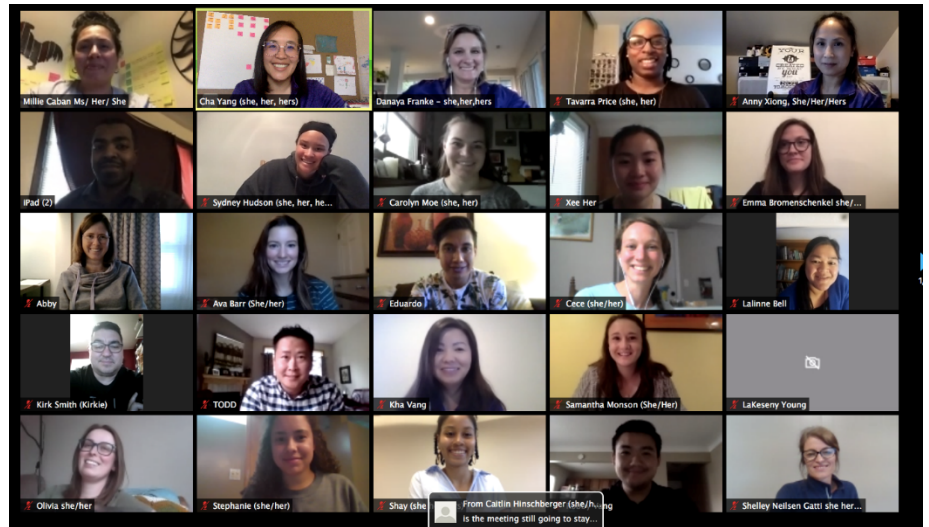 Millie Caban Ms/ Her/ She
Cha Yang (she, her, hers)
Danaya Franke - she,her,hers
Tavarra Price (she, her)
Anny Xiong, She/Her/Hers
iPad (2)
Sydney Hudson (she, her, he...
Carolyn Moe (she, her)
Xee Her
Emma Bromenschenkel she/...
Abby
Ava Barr (She/her)
Eduardo
Cece (she/her)
Lalinne Bell
Kirk Smith (Kirkie)
TODD
Kha Vang
Samantha Monson (She/Her)
LaKeseny Young
Olivia she/her
Stephanie (she/her)
Shay (she
Shelley Neilsen Gatti she her...
From Caitlin Hinschberger (she/h...
is the meeting still going to stay...